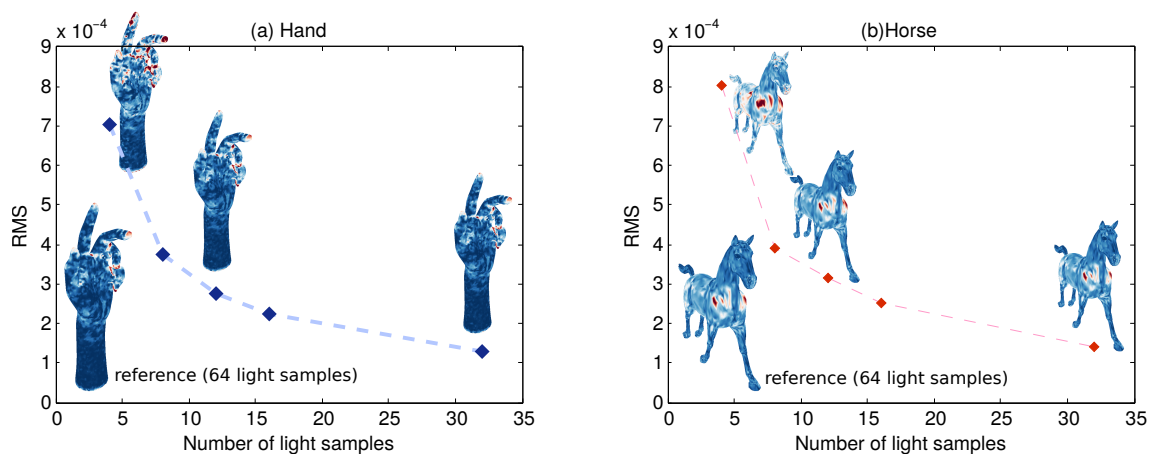 x 10⁻⁴
(a) Hand
9
8
7
6
5
4
3
2
1
0
RMS
reference (64 light samples)
0 5 10 15 20 25 30 35
Number of light samples
x 10⁻⁴
(b)Horse
9
8
7
6
5
4
3
2
1
0
RMS
reference (64 light samples)
0 5 10 15 20 25 30 35
Number of light samples